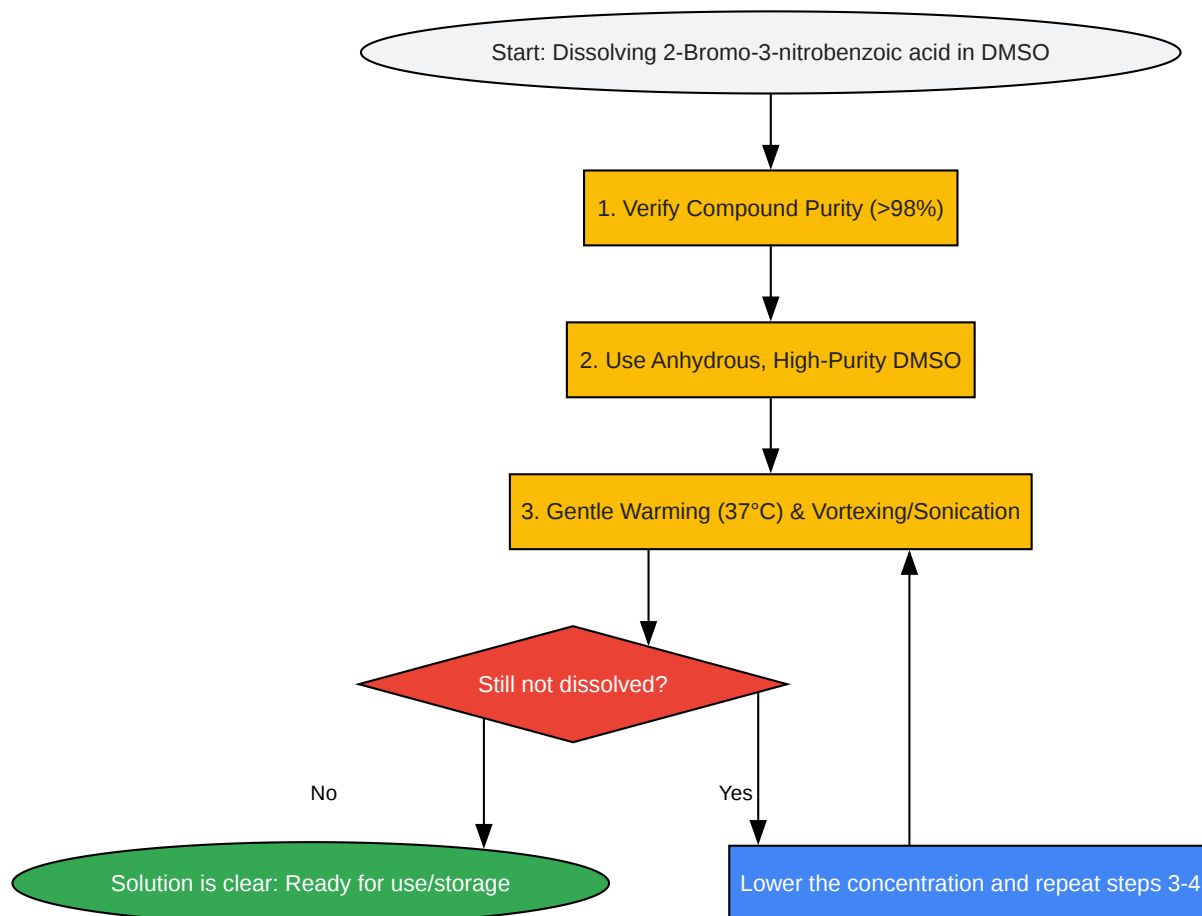 Start: Dissolving 2-Bromo-3-nitrobenzoic acid in DMSO
1. Verify Compound Purity (>98%)
2. Use Anhydrous, High-Purity DMSO
3. Gentle Warming (37°C) & Vortexing/Sonication
Still not dissolved?
No
Yes
Solution is clear: Ready for use/storage
Lower the concentration and repeat steps 3-4